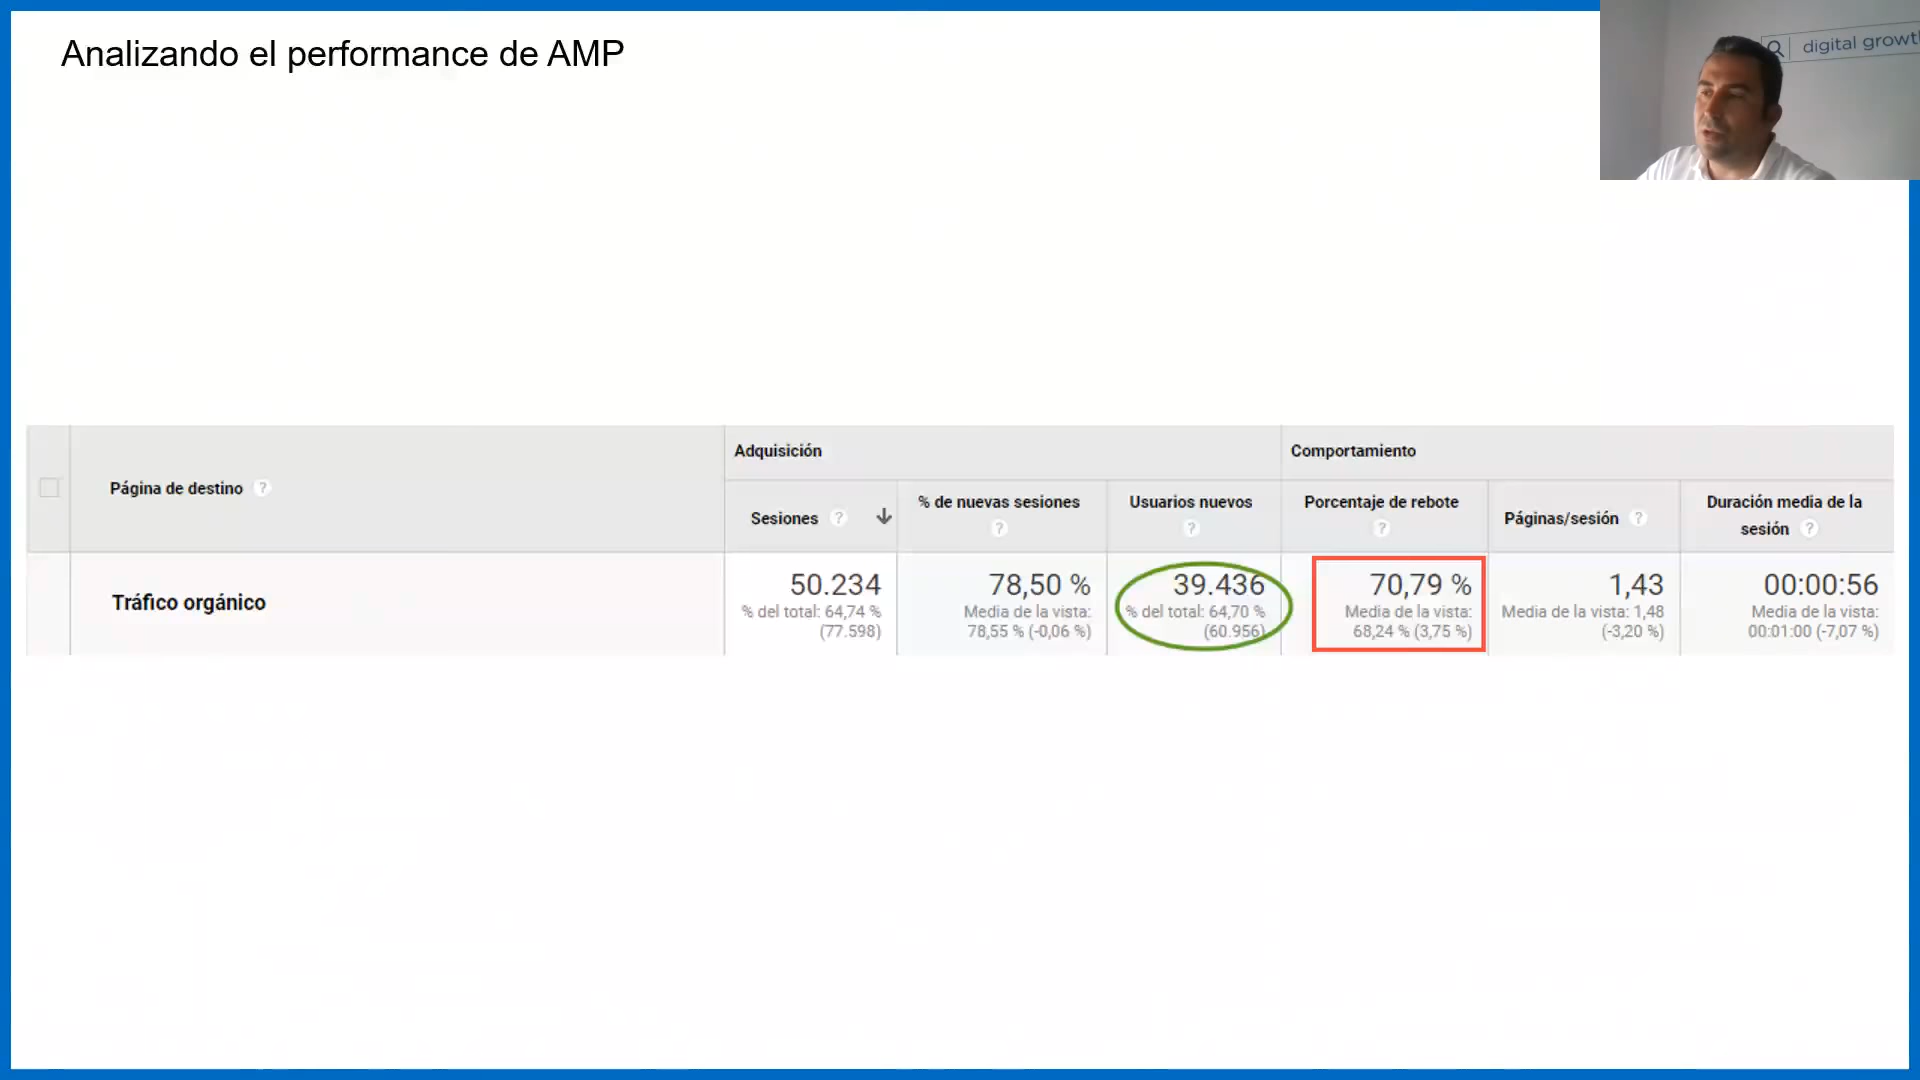 Analizando el performance de AMP
digital growth
Adquisición
Comportamiento
Página de destino ?
Sesiones ?
% de nuevas sesiones
?
Usuarios nuevos
?
Porcentaje de rebote
?
Páginas/sesión ?
Duración media de la
sesión ?
Tráfico orgánico
50.234
% del total: 64,74 %
(77.598)
78,50 %
Media de la vista:
78,55 % (-0,06 %)
39.436
% del total: 64,70 %
(60.956)
70,79 %
Media de la vista:
68,24 % (3,75 %)
1,43
Media de la vista: 1,48
(-3,20 %)
00:00:56
Media de la vista:
00:01:00 (-7,07 %)